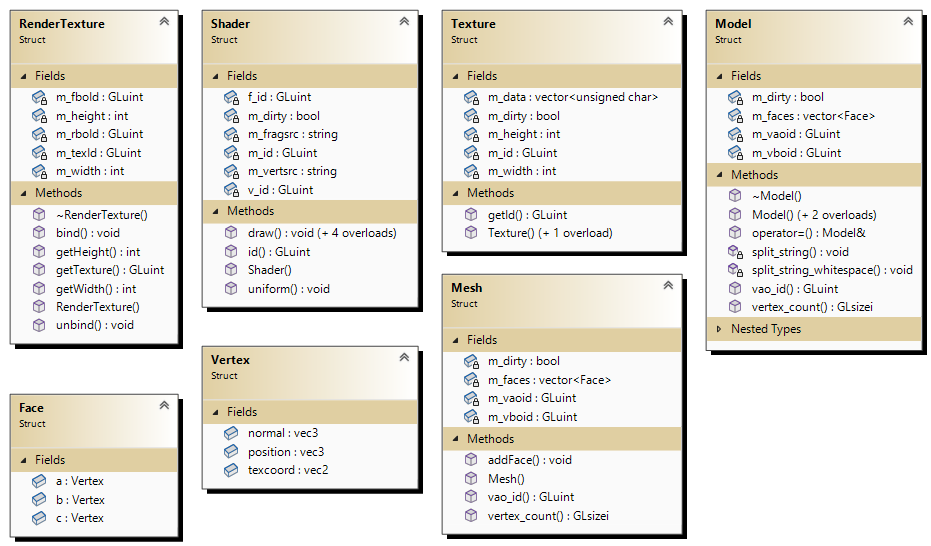 RenderTexture
Struct
Fields
m_fboId : GLuint
m_height : int
m_rboId : GLuint
m_texId : GLuint
m_width : int
Methods
~RenderTexture()
bind() : void
getHeight() : int
getTexture() : GLuint
getWidth() : int
RenderTexture()
unbind() : void
Face
Struct
Fields
a : Vertex
b : Vertex
c : Vertex
Shader
Struct
Fields
f_id : GLuint
m_dirty : bool
m_fragsrc : string
m_id : GLuint
m_vertsrc : string
v_id : GLuint
Methods
draw() : void (+ 4 overloads)
id() : GLuint
Shader()
uniform() : void
Vertex
Struct
Fields
normal : vec3
position : vec3
texcoord : vec2
Texture
Struct
Fields
m_data : vector<unsigned char>
m_dirty : bool
m_height : int
m_id : GLuint
m_width : int
Methods
getId() : GLuint
Texture() (+ 1 overload)
Mesh
Struct
Fields
m_dirty : bool
m_faces : vector<Face>
m_vaoid : GLuint
m_vboid : GLuint
Methods
addFace() : void
Mesh()
vao_id() : GLuint
vertex_count() : GLsizei
Model
Struct
Fields
m_dirty : bool
m_faces : vector<Face>
m_vaoid : GLuint
m_vboid : GLuint
Methods
~Model()
Model() (+ 2 overloads)
operator=() : Model&
split_string() : void
split_string_whitespace() : void
vao_id() : GLuint
vertex_count() : GLsizei
Nested Types